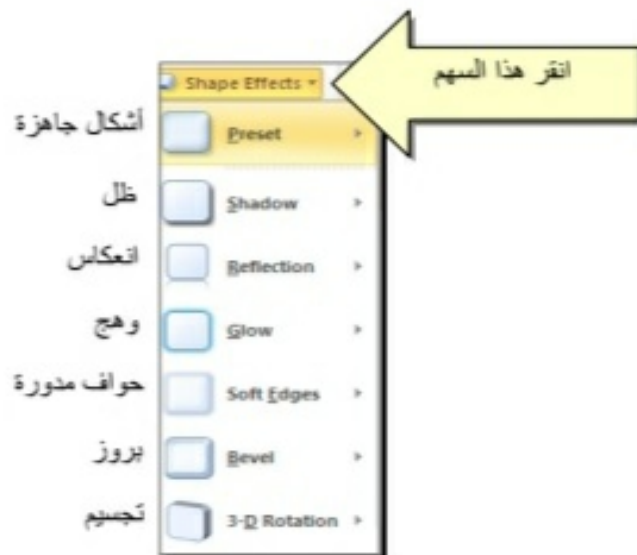 انقر هذا السهم
Shape Effects
أشكال جاهزة Preset
ظل Shadow
انعكاس Reflection
وهج Glow
حواف مدورة Soft Edges
بروز Bevel
تجسيم 3-D Rotation